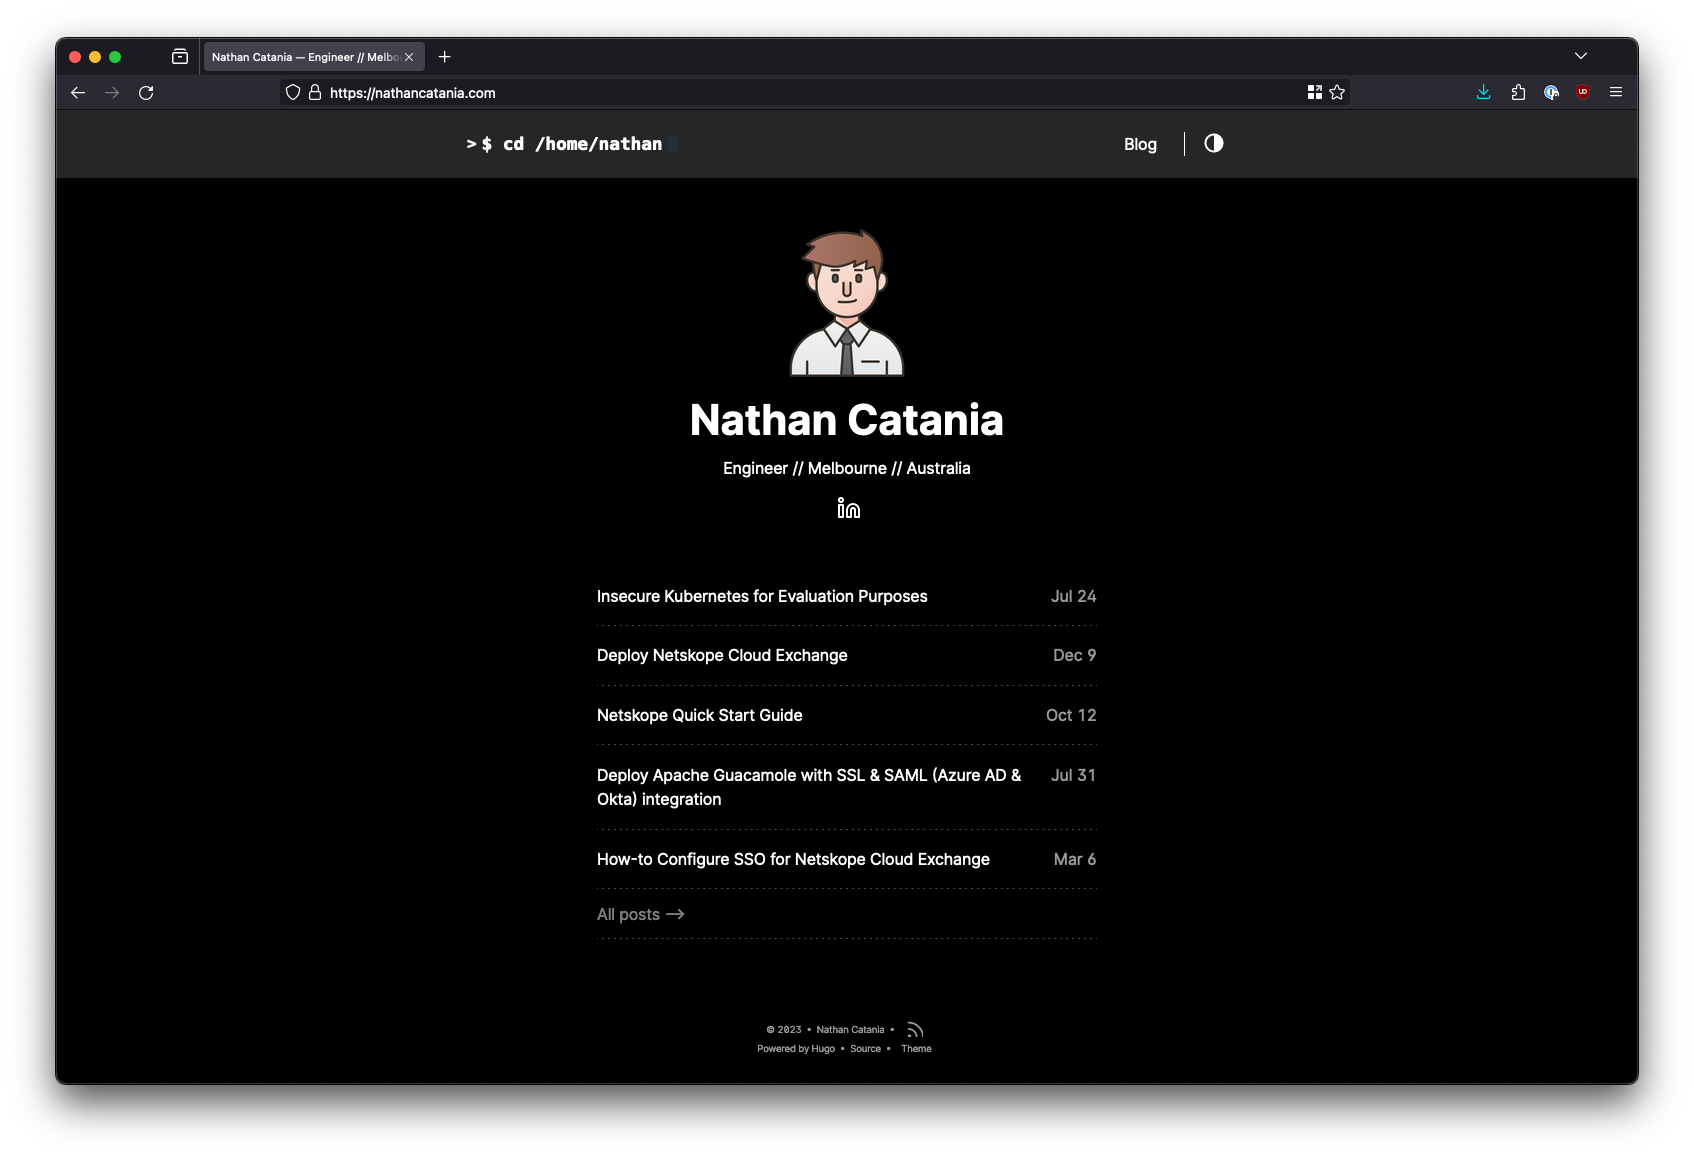 Nathan Catania — Engineer // Melbo
https://nathancatania.com
>$ cd /home/nathan
Blog
Nathan Catania
Engineer // Melbourne // Australia
in
Insecure Kubernetes for Evaluation Purposes Jul 24
Deploy Netskope Cloud Exchange Dec 9
Netskope Quick Start Guide Oct 12
Deploy Apache Guacamole with SSL & SAML (Azure AD & Jul 31
Okta) integration
How-to Configure SSO for Netskope Cloud Exchange Mar 6
All posts →
© 2023 • Nathan Catania •
Powered by Hugo • Source • Theme